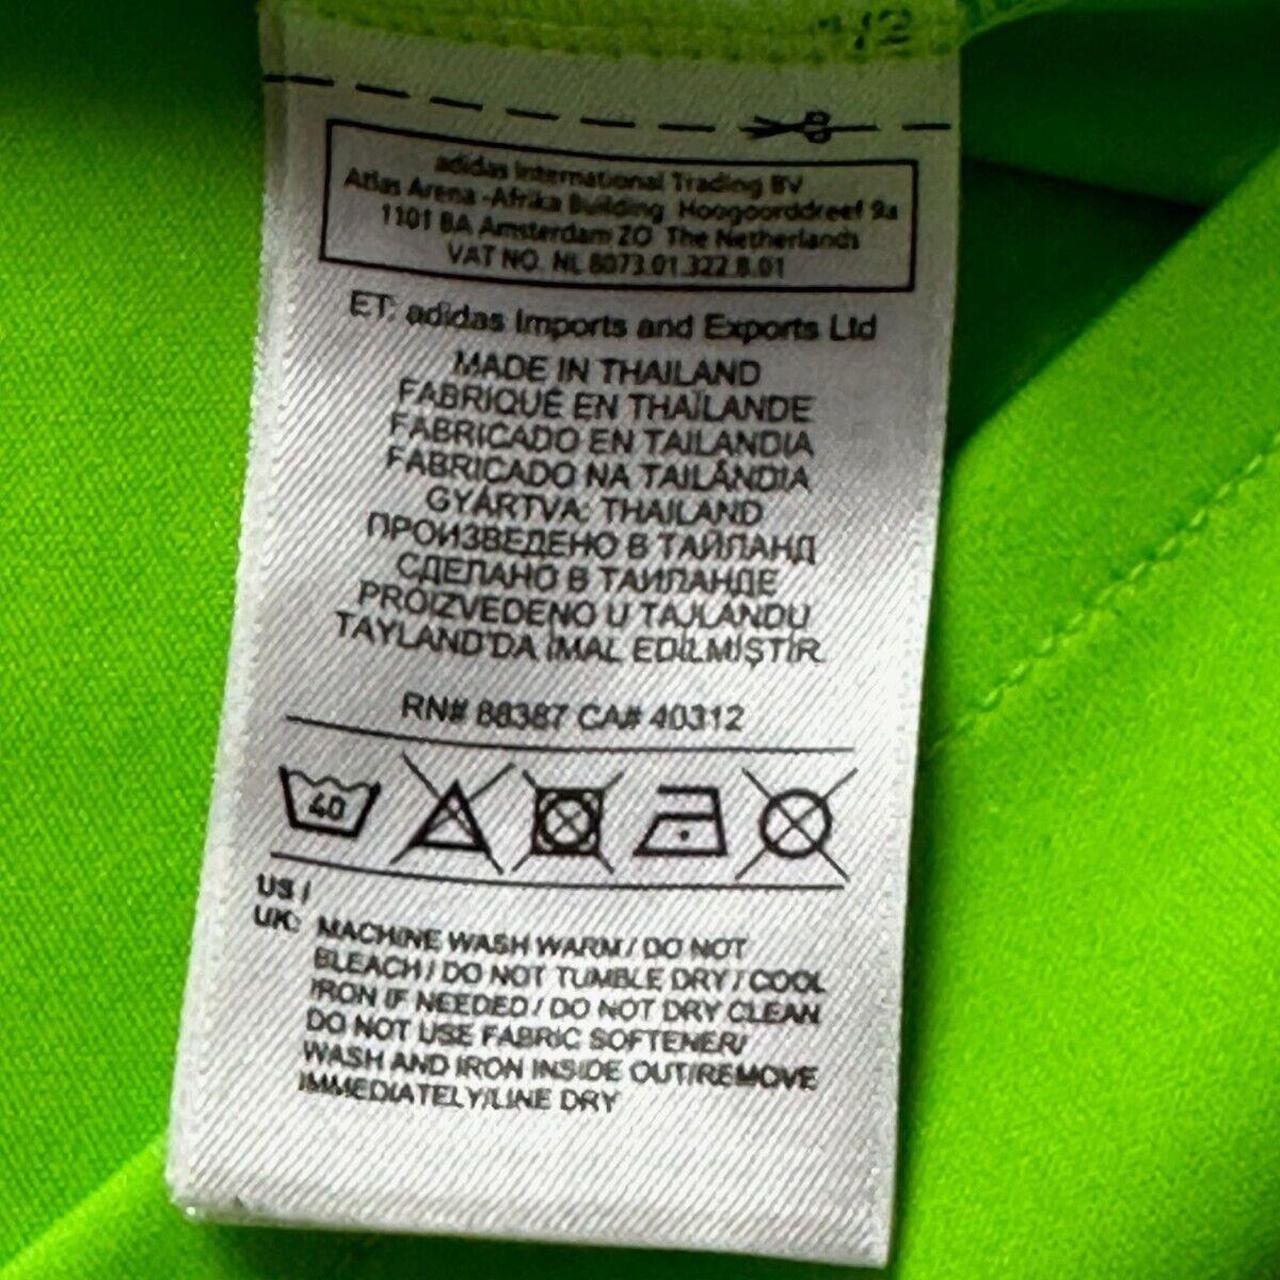 adidas International Trading BV
Atlas Arena -Afrika Building Hoogoorddreef 9a
1101 BA Amsterdam ZO The Netherlands
VAT NO. NL 8073.01.322.B.01
ET: adidas Imports and Exports Ltd
MADE IN THAILAND
FABRIQUÉ EN THAÏLANDE
FABRICADO EN TAILANDIA
FABRICADO NA TAILÂNDIA
GYÁRTVA: THAILAND
ПРОИЗВЕДЕНО В ТАЙЛАНД
СДЕЛАНО В ТАИЛАНДЕ
PROIZVEDENO U TAJLANDU
TAYLAND'DA İMAL EDİLMİŞTİR.
RN# 88387 CA# 40312
40
US /
UK: MACHINE WASH WARM / DO NOT
BLEACH / DO NOT TUMBLE DRY / COOL
IRON IF NEEDED / DO NOT DRY CLEAN
DO NOT USE FABRIC SOFTENER/
WASH AND IRON INSIDE OUT/REMOVE
IMMEDIATELY/LINE DRY